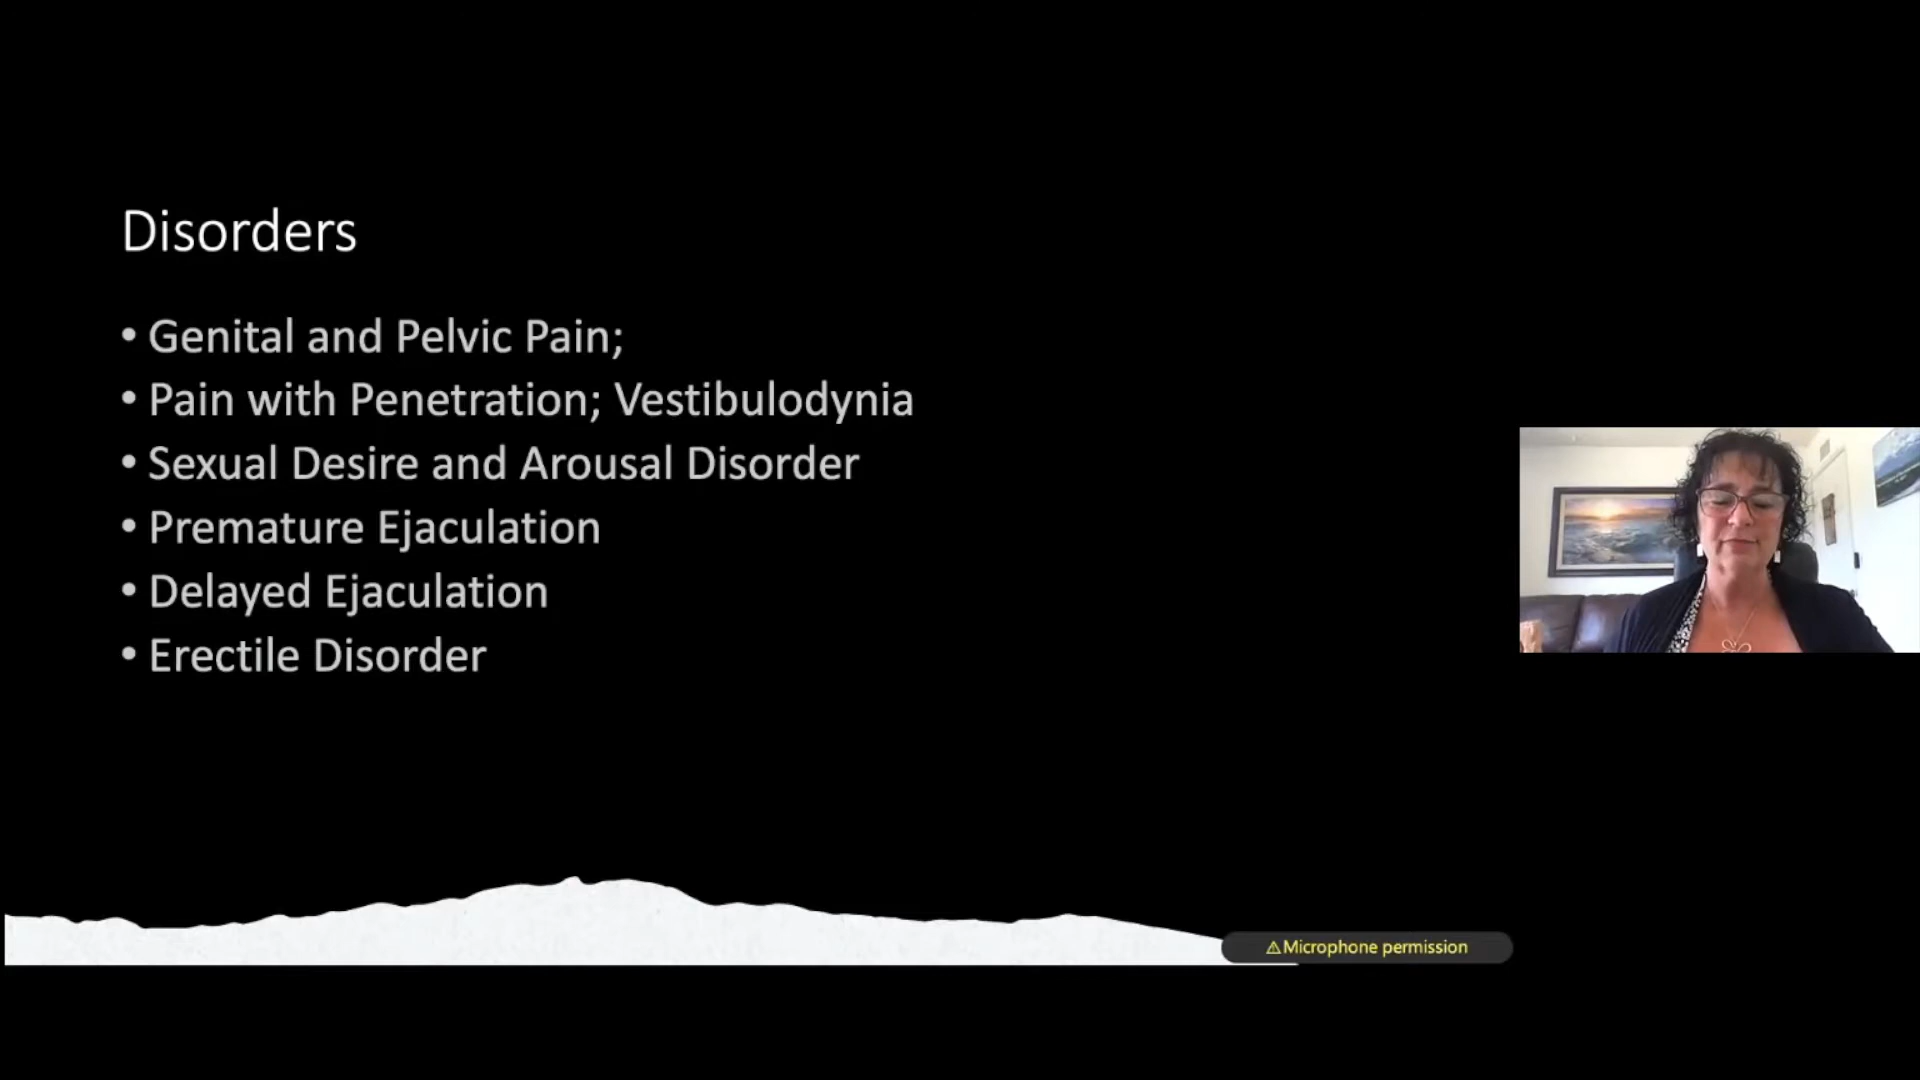 Disorders
• Genital and Pelvic Pain;
• Pain with Penetration; Vestibulodynia
• Sexual Desire and Arousal Disorder
• Premature Ejaculation
• Delayed Ejaculation
• Erectile Disorder
⚠Microphone permission